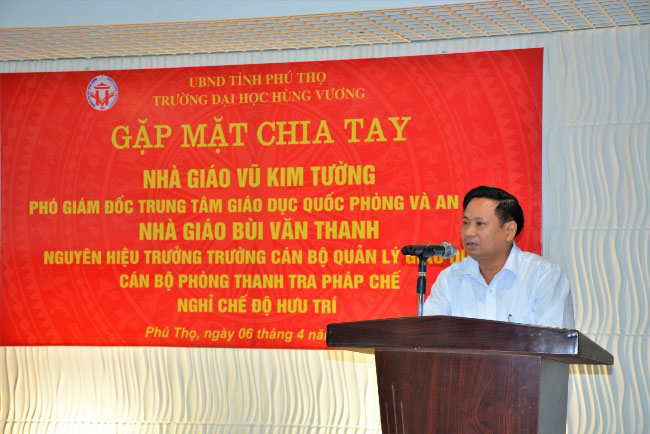 UBND TỈNH PHÚ THỌ
TRƯỜNG ĐẠI HỌC HÙNG VƯƠNG
GẶP MẶT CHIA TAY
NHÀ GIÁO VŨ KIM TƯỜNG
PHÓ GIÁM ĐỐC TRUNG TÂM GIÁO DỤC QUỐC PHÒNG VÀ AN
NHÀ GIÁO BÙI VĂN THANH
NGUYÊN HIỆU TRƯỞNG TRƯỜNG CÁN BỘ QUẢN LÝ
CÁN BỘ PHÒNG THANH TRA PHÁP CHẾ
NGHỈ CHẾ ĐỘ HƯU TRÍ
Phú Thọ, ngày 06 tháng 4